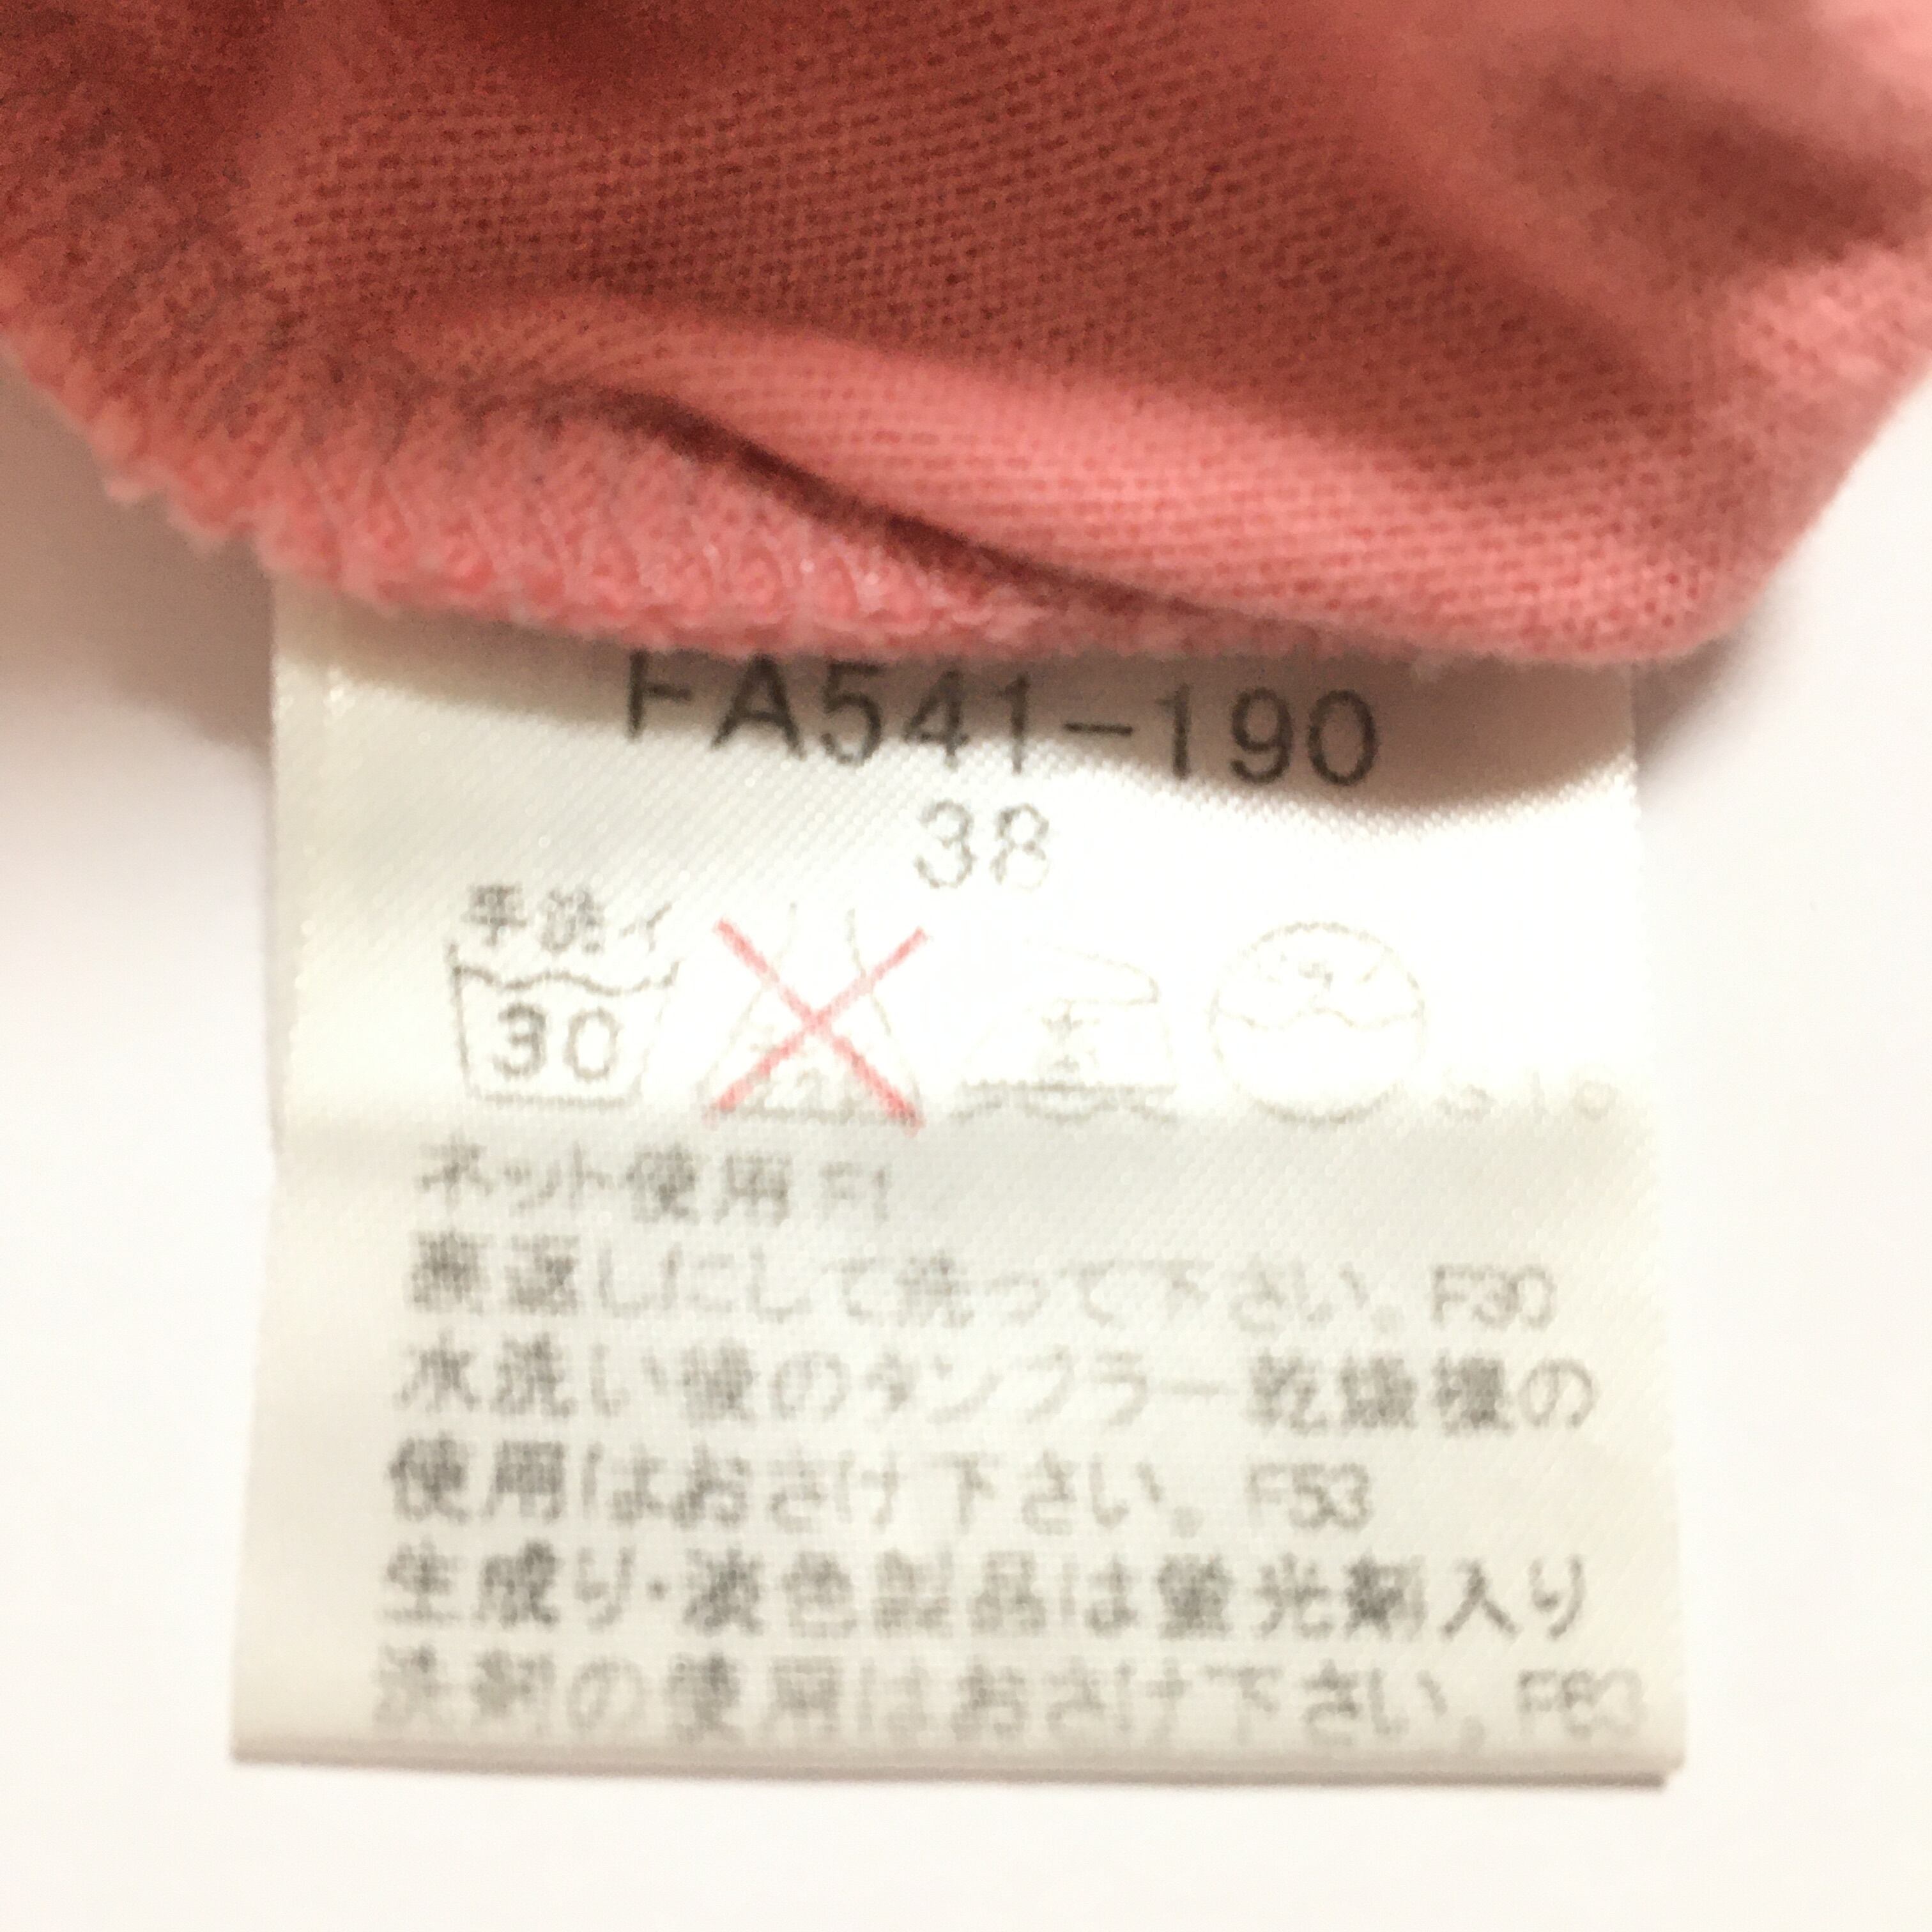 FA541-190
38
手洗イ
30
ネット使用 F1
裏返しにして洗って下さい。F30
水洗い後のタンブラー乾燥機の
使用はおさけ下さい。F53
生成り・淡色製品は蛍光剤入り
洗剤の使用はおさけ下さい。F63